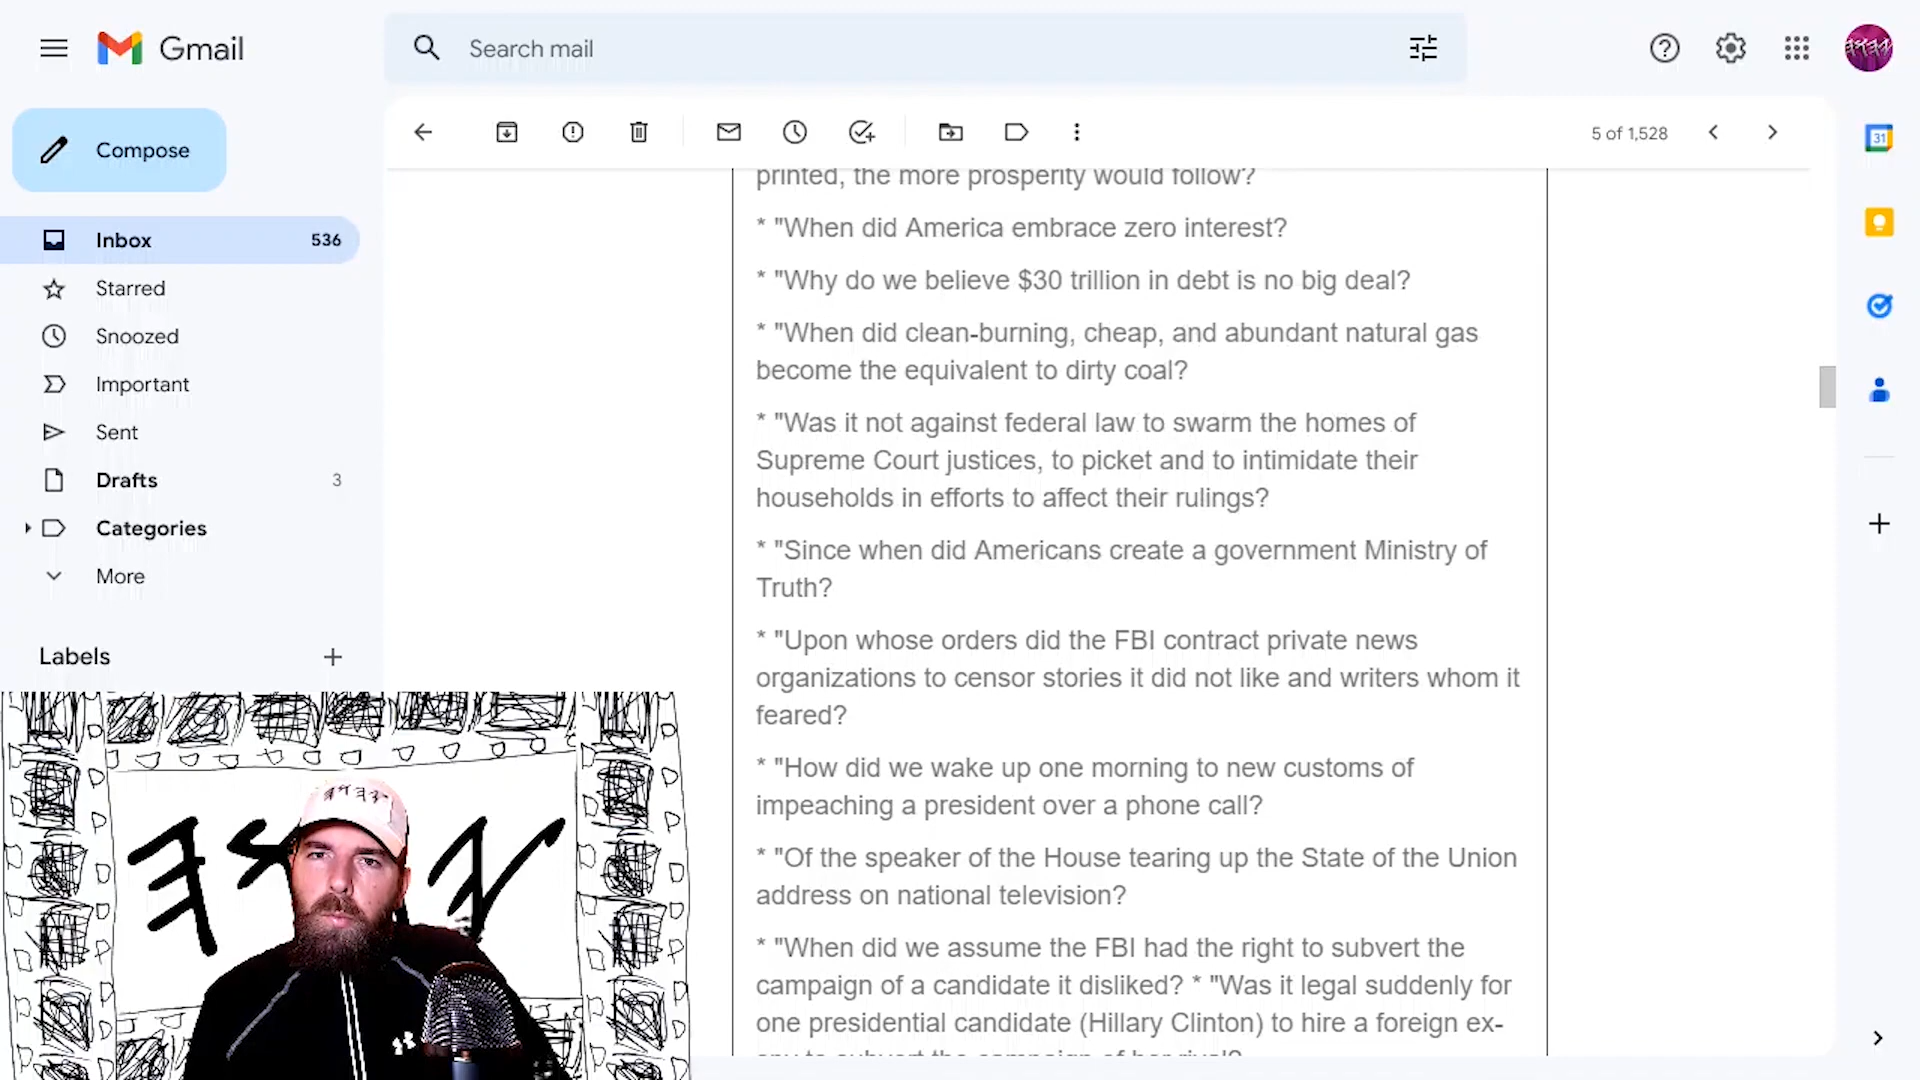 Gmail
Search mail
Compose
5 of 1,528
Inbox 536
Starred
Snoozed
Important
Sent
Drafts 3
Categories
More
Labels
31
printed, the more prosperity would follow?
* "When did America embrace zero interest?
* "Why do we believe $30 trillion in debt is no big deal?
* "When did clean-burning, cheap, and abundant natural gas
become the equivalent to dirty coal?
* "Was it not against federal law to swarm the homes of
Supreme Court justices, to picket and to intimidate their
households in efforts to affect their rulings?
* "Since when did Americans create a government Ministry of
Truth?
* "Upon whose orders did the FBI contract private news
organizations to censor stories it did not like and writers whom it
feared?
* "How did we wake up one morning to new customs of
impeaching a president over a phone call?
* "Of the speaker of the House tearing up the State of the Union
address on national television?
* "When did we assume the FBI had the right to subvert the
campaign of a candidate it disliked? * "Was it legal suddenly for
one presidential candidate (Hillary Clinton) to hire a foreign ex-